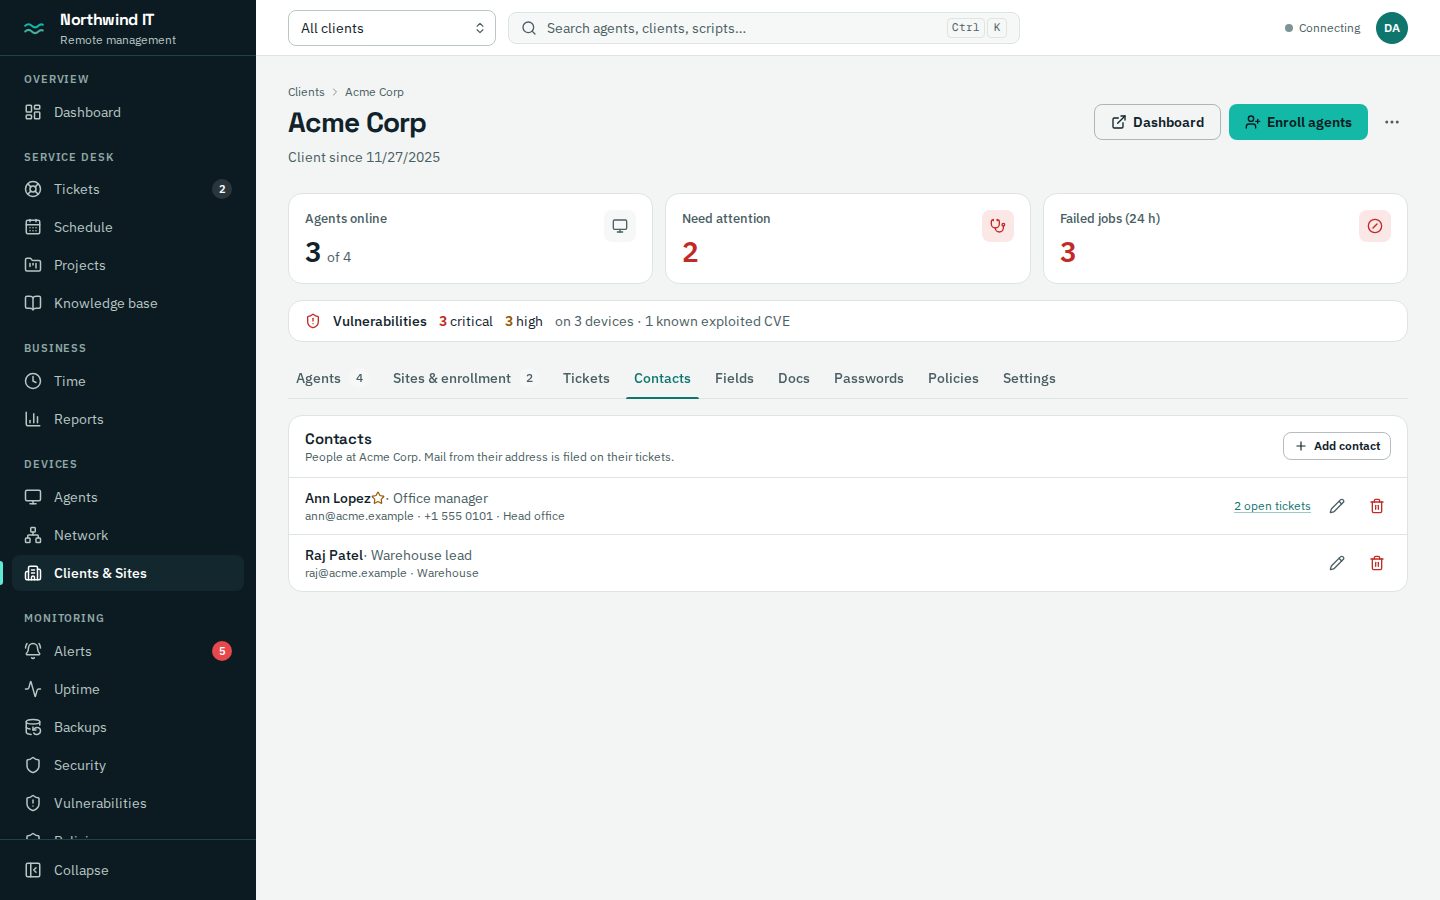 Northwind IT
Remote management
OVERVIEW
Dashboard
SERVICE DESK
Tickets 2
Schedule
Projects
Knowledge base
BUSINESS
Time
Reports
DEVICES
Agents
Network
Clients & Sites
MONITORING
Alerts 5
Uptime
Backups
Security
Vulnerabilities
Collapse
All clients
Search agents, clients, scripts...
Ctrl K
Connecting
DA
Clients > Acme Corp
Acme Corp
Client since 11/27/2025
Dashboard
Enroll agents
Agents online
3 of 4
Need attention
2
Failed jobs (24 h)
3
Vulnerabilities 3 critical 3 high on 3 devices · 1 known exploited CVE
Agents 4 Sites & enrollment 2 Tickets Contacts Fields Docs Passwords Policies Settings
Contacts
People at Acme Corp. Mail from their address is filed on their tickets.
Add contact
Ann Lopez · Office manager
ann@acme.example · +1 555 0101 · Head office
2 open tickets
Raj Patel · Warehouse lead
raj@acme.example · Warehouse